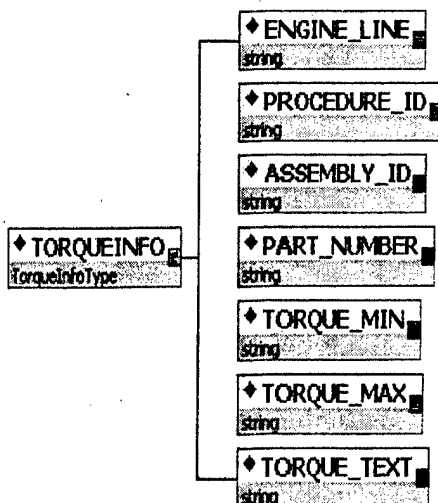 ENGINE_LINE
string
PROCEDURE_ID
string
ASSEMBLY_ID
string
TORQUEINFO
TorqueInfoType
PART_NUMBER
string
TORQUE_MIN
string
TORQUE_MAX
string
TORQUE_TEXT
string